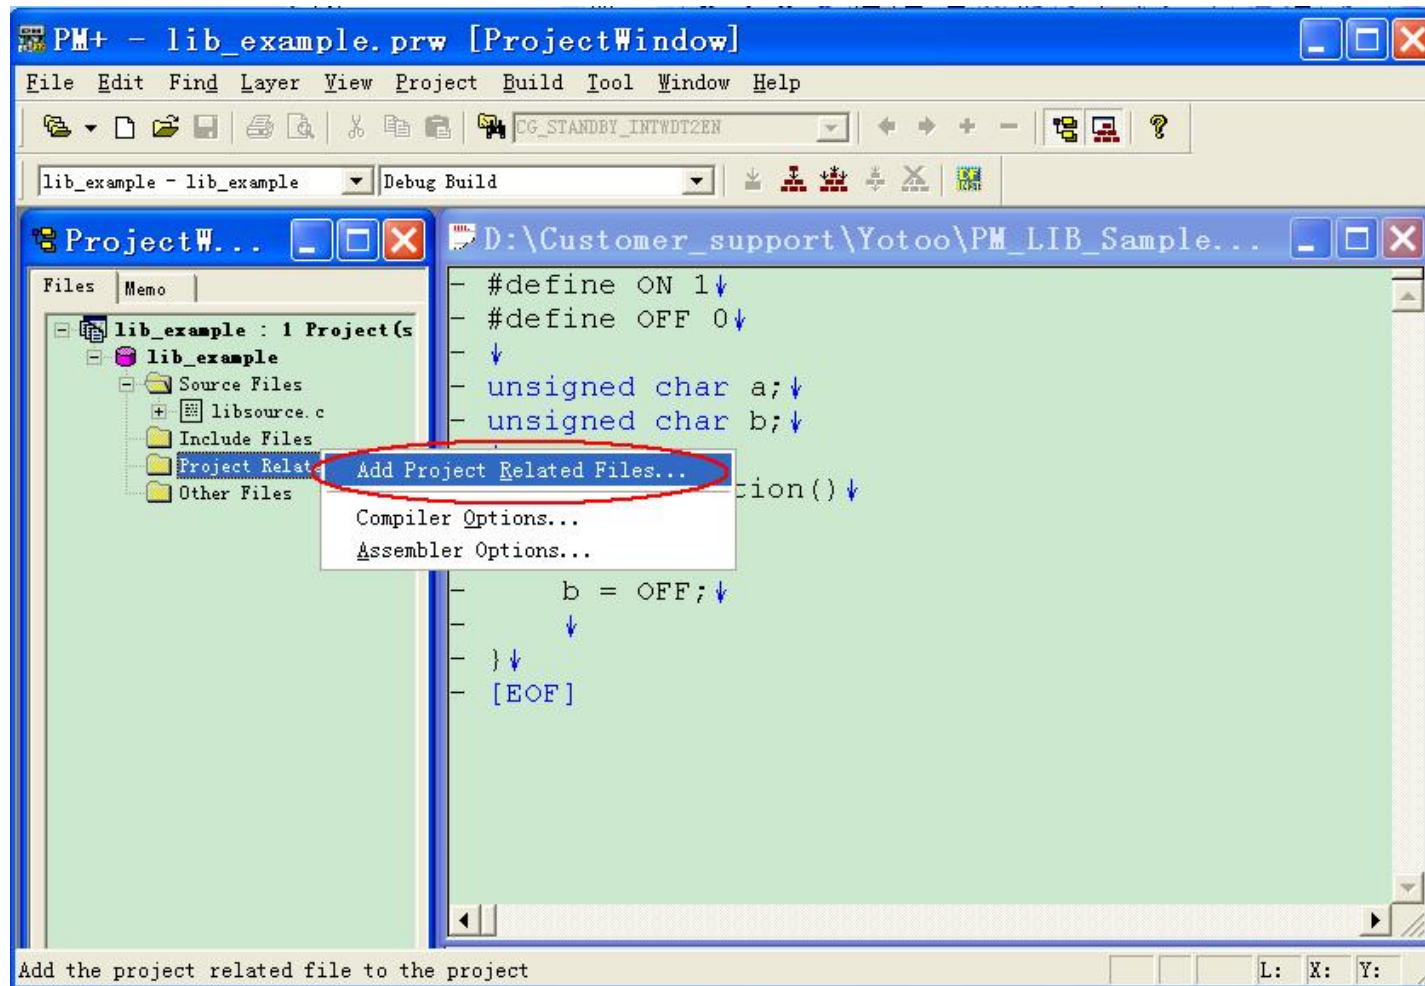 PM+ - lib_example.prw [ProjectWindow]
File Edit Find Layer View Project Build Tool Window Help
CG_STANDBY_INTWDT2EN
lib_example - lib_example Debug Build
ProjectW...
Files Memo
lib_example : 1 Project(s
lib_example
Source Files
libsource.c
Include Files
Project Relat
Other Files
Add Project Related Files...
Compiler Options...
Assembler Options...
D:\Customer_support\Yotoo\PM_LIB_Sample...
#define ON 1
#define OFF 0
unsigned char a;
unsigned char b;
tion()
b = OFF;
}
[EOF]
Add the project related file to the project
L: X: Y: